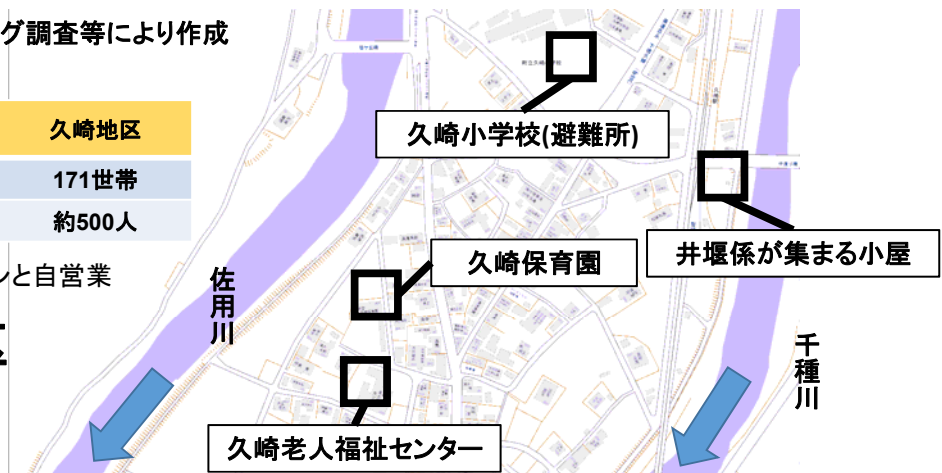 グ調査等により作成
久崎地区
171世帯
約500人
ンと自営業
久崎小学校(避難所)
井堰係が集まる小屋
久崎保育園
佐用川
千種川
久崎老人福祉センター